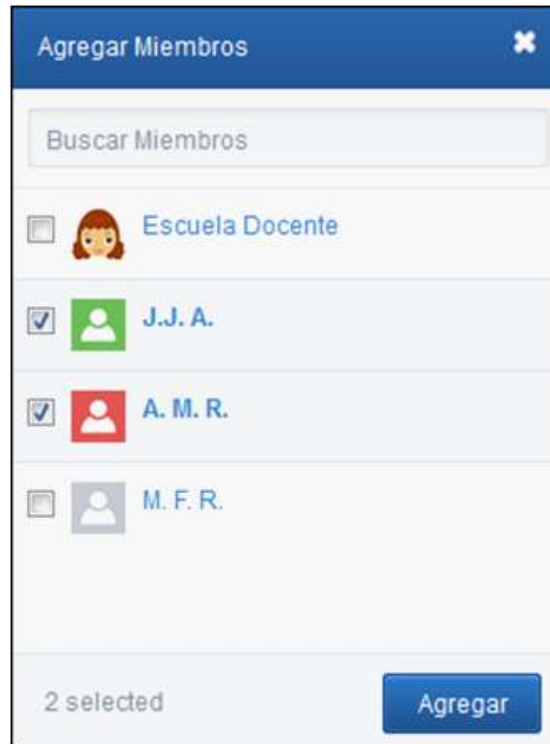 Agregar Miembros
Buscar Miembros
Escuela Docente
J.J. A.
A. M. R.
M. F. R.
2 selected
Agregar